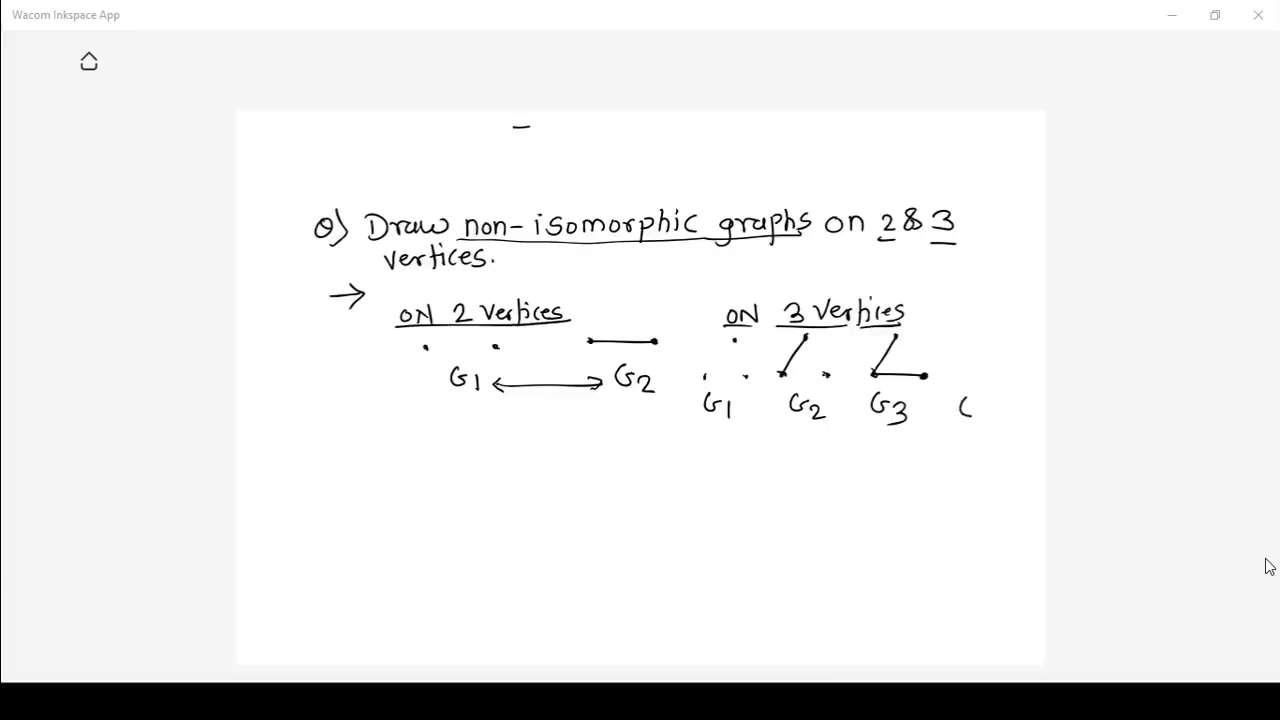 Wacom Inkspace App
Q) Draw non-isomorphic graphs on 2 & 3
vertices.
ON 2 vertices
ON 3 vertices
G1
G2
G1
G2
G3